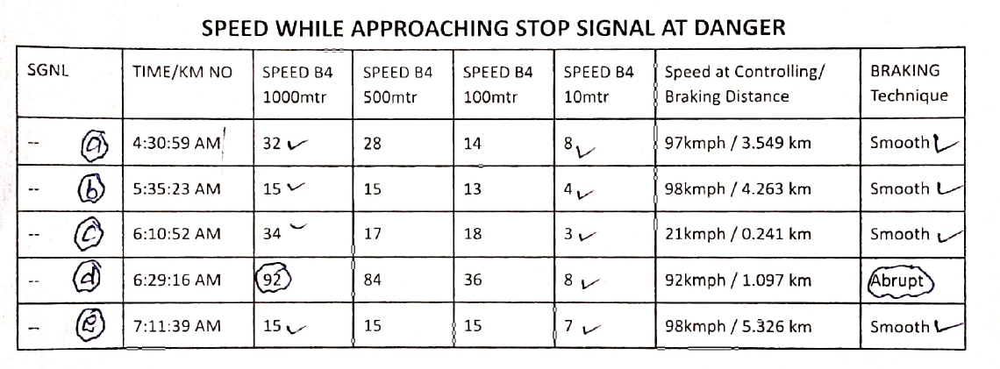 SPEED WHILE APPROACHING STOP SIGNAL AT DANGER
SGNL TIME/KM NO SPEED B4 1000mtr SPEED B4 500mtr SPEED B4 100mtr SPEED B4 10mtr Speed at Controlling/ Braking Distance BRAKING Technique
-- a 4:30:59 AM 32 ✓ 28 14 8 ✓ 97kmph / 3.549 km Smooth ✓
-- b 5:35:23 AM 15 ✓ 15 13 4 ✓ 98kmph / 4.263 km Smooth ✓
-- c 6:10:52 AM 34 ✓ 17 18 3 ✓ 21kmph / 0.241 km Smooth ✓
-- d 6:29:16 AM 92 84 36 8 ✓ 92kmph / 1.097 km Abrupt
-- e 7:11:39 AM 15 ✓ 15 15 7 ✓ 98kmph / 5.326 km Smooth ✓